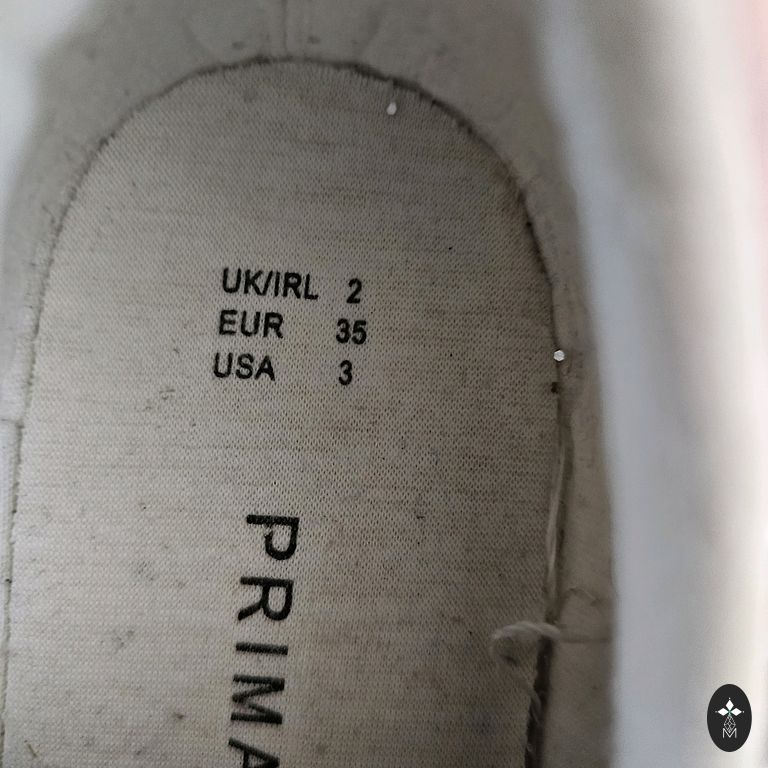 UK/IRL 2
EUR 35
USA 3
PRIMA